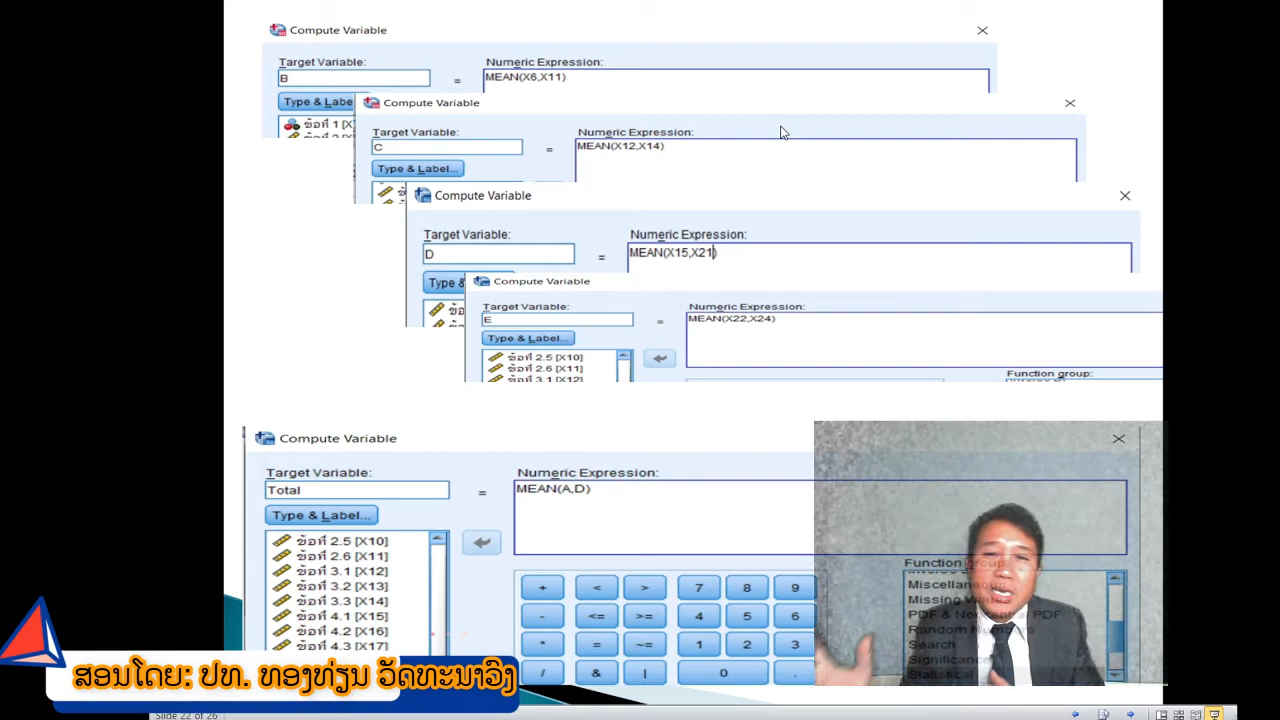 Compute Variable
Target Variable:
Numeric Expression:
B
=
MEAN(X6,X11)
Type & Labe
ข้อที่ 1 [X
Compute Variable
Target Variable:
Numeric Expression:
C
=
MEAN(X12,X14)
Type & Label...
Compute Variable
Target Variable:
Numeric Expression:
D
=
MEAN(X15,X21)
Type &
Compute Variable
Target Variable:
Numeric Expression:
E
=
MEAN(X22,X24)
Type & Label...
ข้อที่ 2.5 [X10]
ข้อที่ 2.6 [X11]
ข้อที่ 3.1 [X12]
Function group:
Compute Variable
Target Variable:
Numeric Expression:
Total
=
MEAN(A,D)
Type & Label...
ข้อที่ 2.5 [X10]
ข้อที่ 2.6 [X11]
ข้อที่ 3.1 [X12]
ข้อที่ 3.2 [X13]
ข้อที่ 3.3 [X14]
ข้อที่ 4.1 [X15]
ข้อที่ 4.2 [X16]
ข้อที่ 4.3 [X17]
+ < > 7 8 9
- <= >= 4 5 6
* = ~= 1 2 3
/ & | 0 .
Function group:
Miscellaneous
Missing Values
PDF & Noncentral PDF
Random Numbers
Search
Significance
Statistical
ສອນໂດຍ: ປທ. ທອງທ່ຽນ ວັດທະນາວົງ
Slide 22 of 26